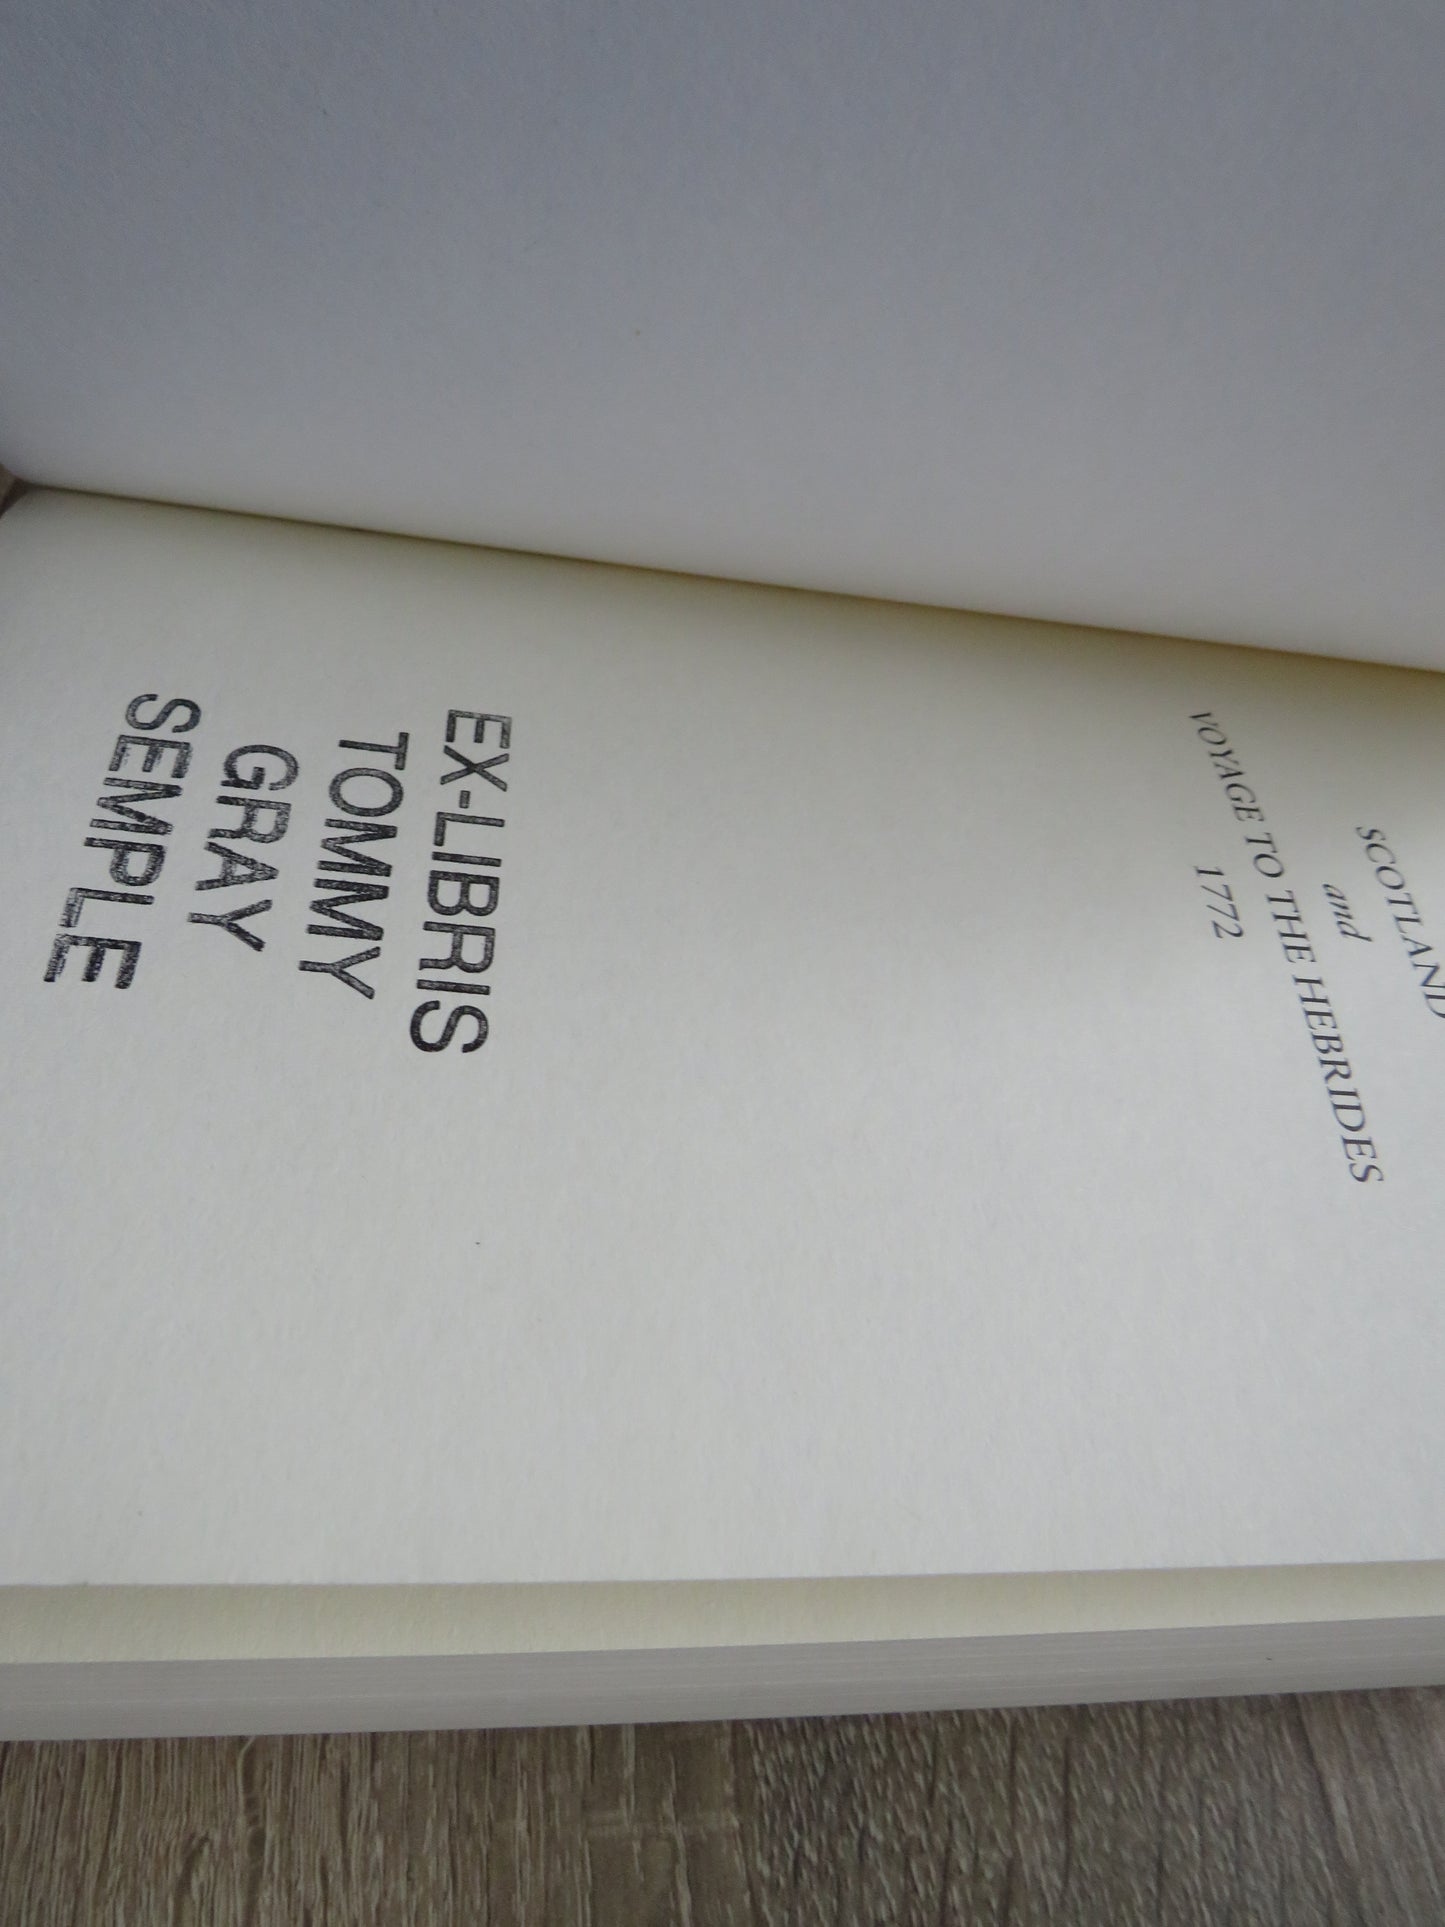 SCOTLAND
and
VOYAGE TO THE HEBRIDES
1772
EX-LIBRIS
TOMMY
GRAY
SEMPLE